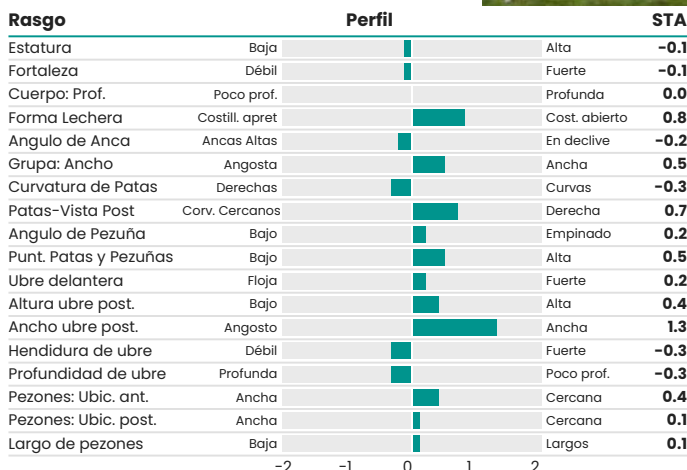 Rasgo Perfil STA
Estatura Baja Alta -0.1
Fortaleza Débil Fuerte -0.1
Cuerpo: Prof. Poco prof. Profunda 0.0
Forma Lechera Costill. apret Cost. abierto 0.8
Angulo de Anca Ancas Altas En declive -0.2
Grupa: Ancho Angosta Ancha 0.5
Curvatura de Patas Derechas Curvas -0.3
Patas-Vista Post Corv. Cercanos Derecha 0.7
Angulo de Pezuña Bajo Empinado 0.2
Punt. Patas y Pezuñas Bajo Alta 0.5
Ubre delantera Floja Fuerte 0.2
Altura ubre post. Bajo Alta 0.4
Ancho ubre post. Angosto Ancha 1.3
Hendidura de ubre Débil Fuerte -0.3
Profundidad de ubre Profunda Poco prof. -0.3
Pezones: Ubic. ant. Ancha Cercana 0.4
Pezones: Ubic. post. Ancha Cercana 0.1
Largo de pezones Baja Largos 0.1
-2 -1 0 1 2